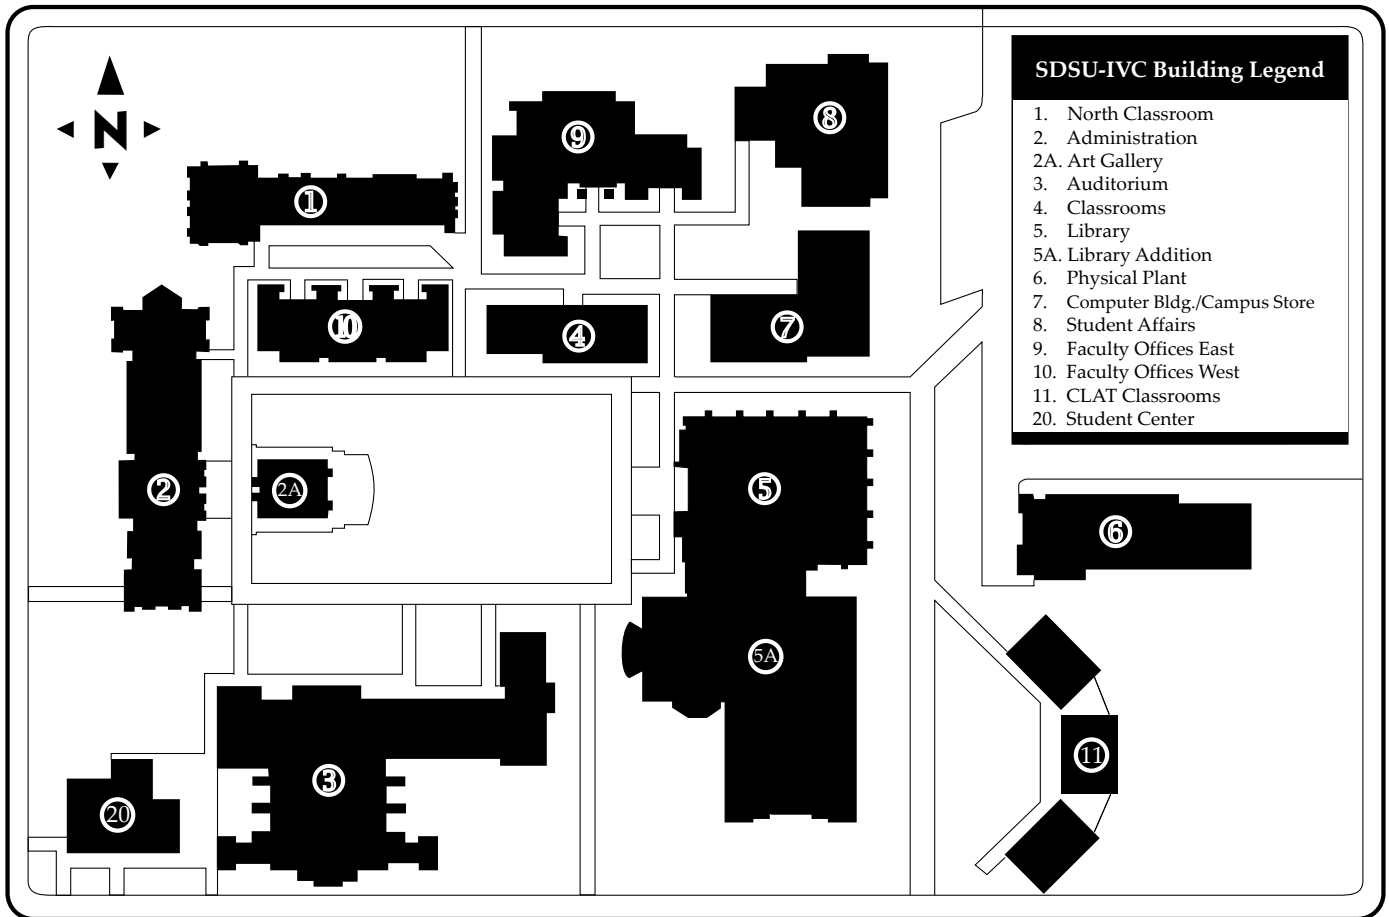 SDSU-IVC Building Legend
1. North Classroom
2. Administration
2A. Art Gallery
3. Auditorium
4. Classrooms
5. Library
5A. Library Addition
6. Physical Plant
7. Computer Bldg./Campus Store
8. Student Affairs
9. Faculty Offices East
10. Faculty Offices West
11. CLAT Classrooms
20. Student Center
N
8
9
1
10
4
7
2
2A
5
6
5A
11
3
20